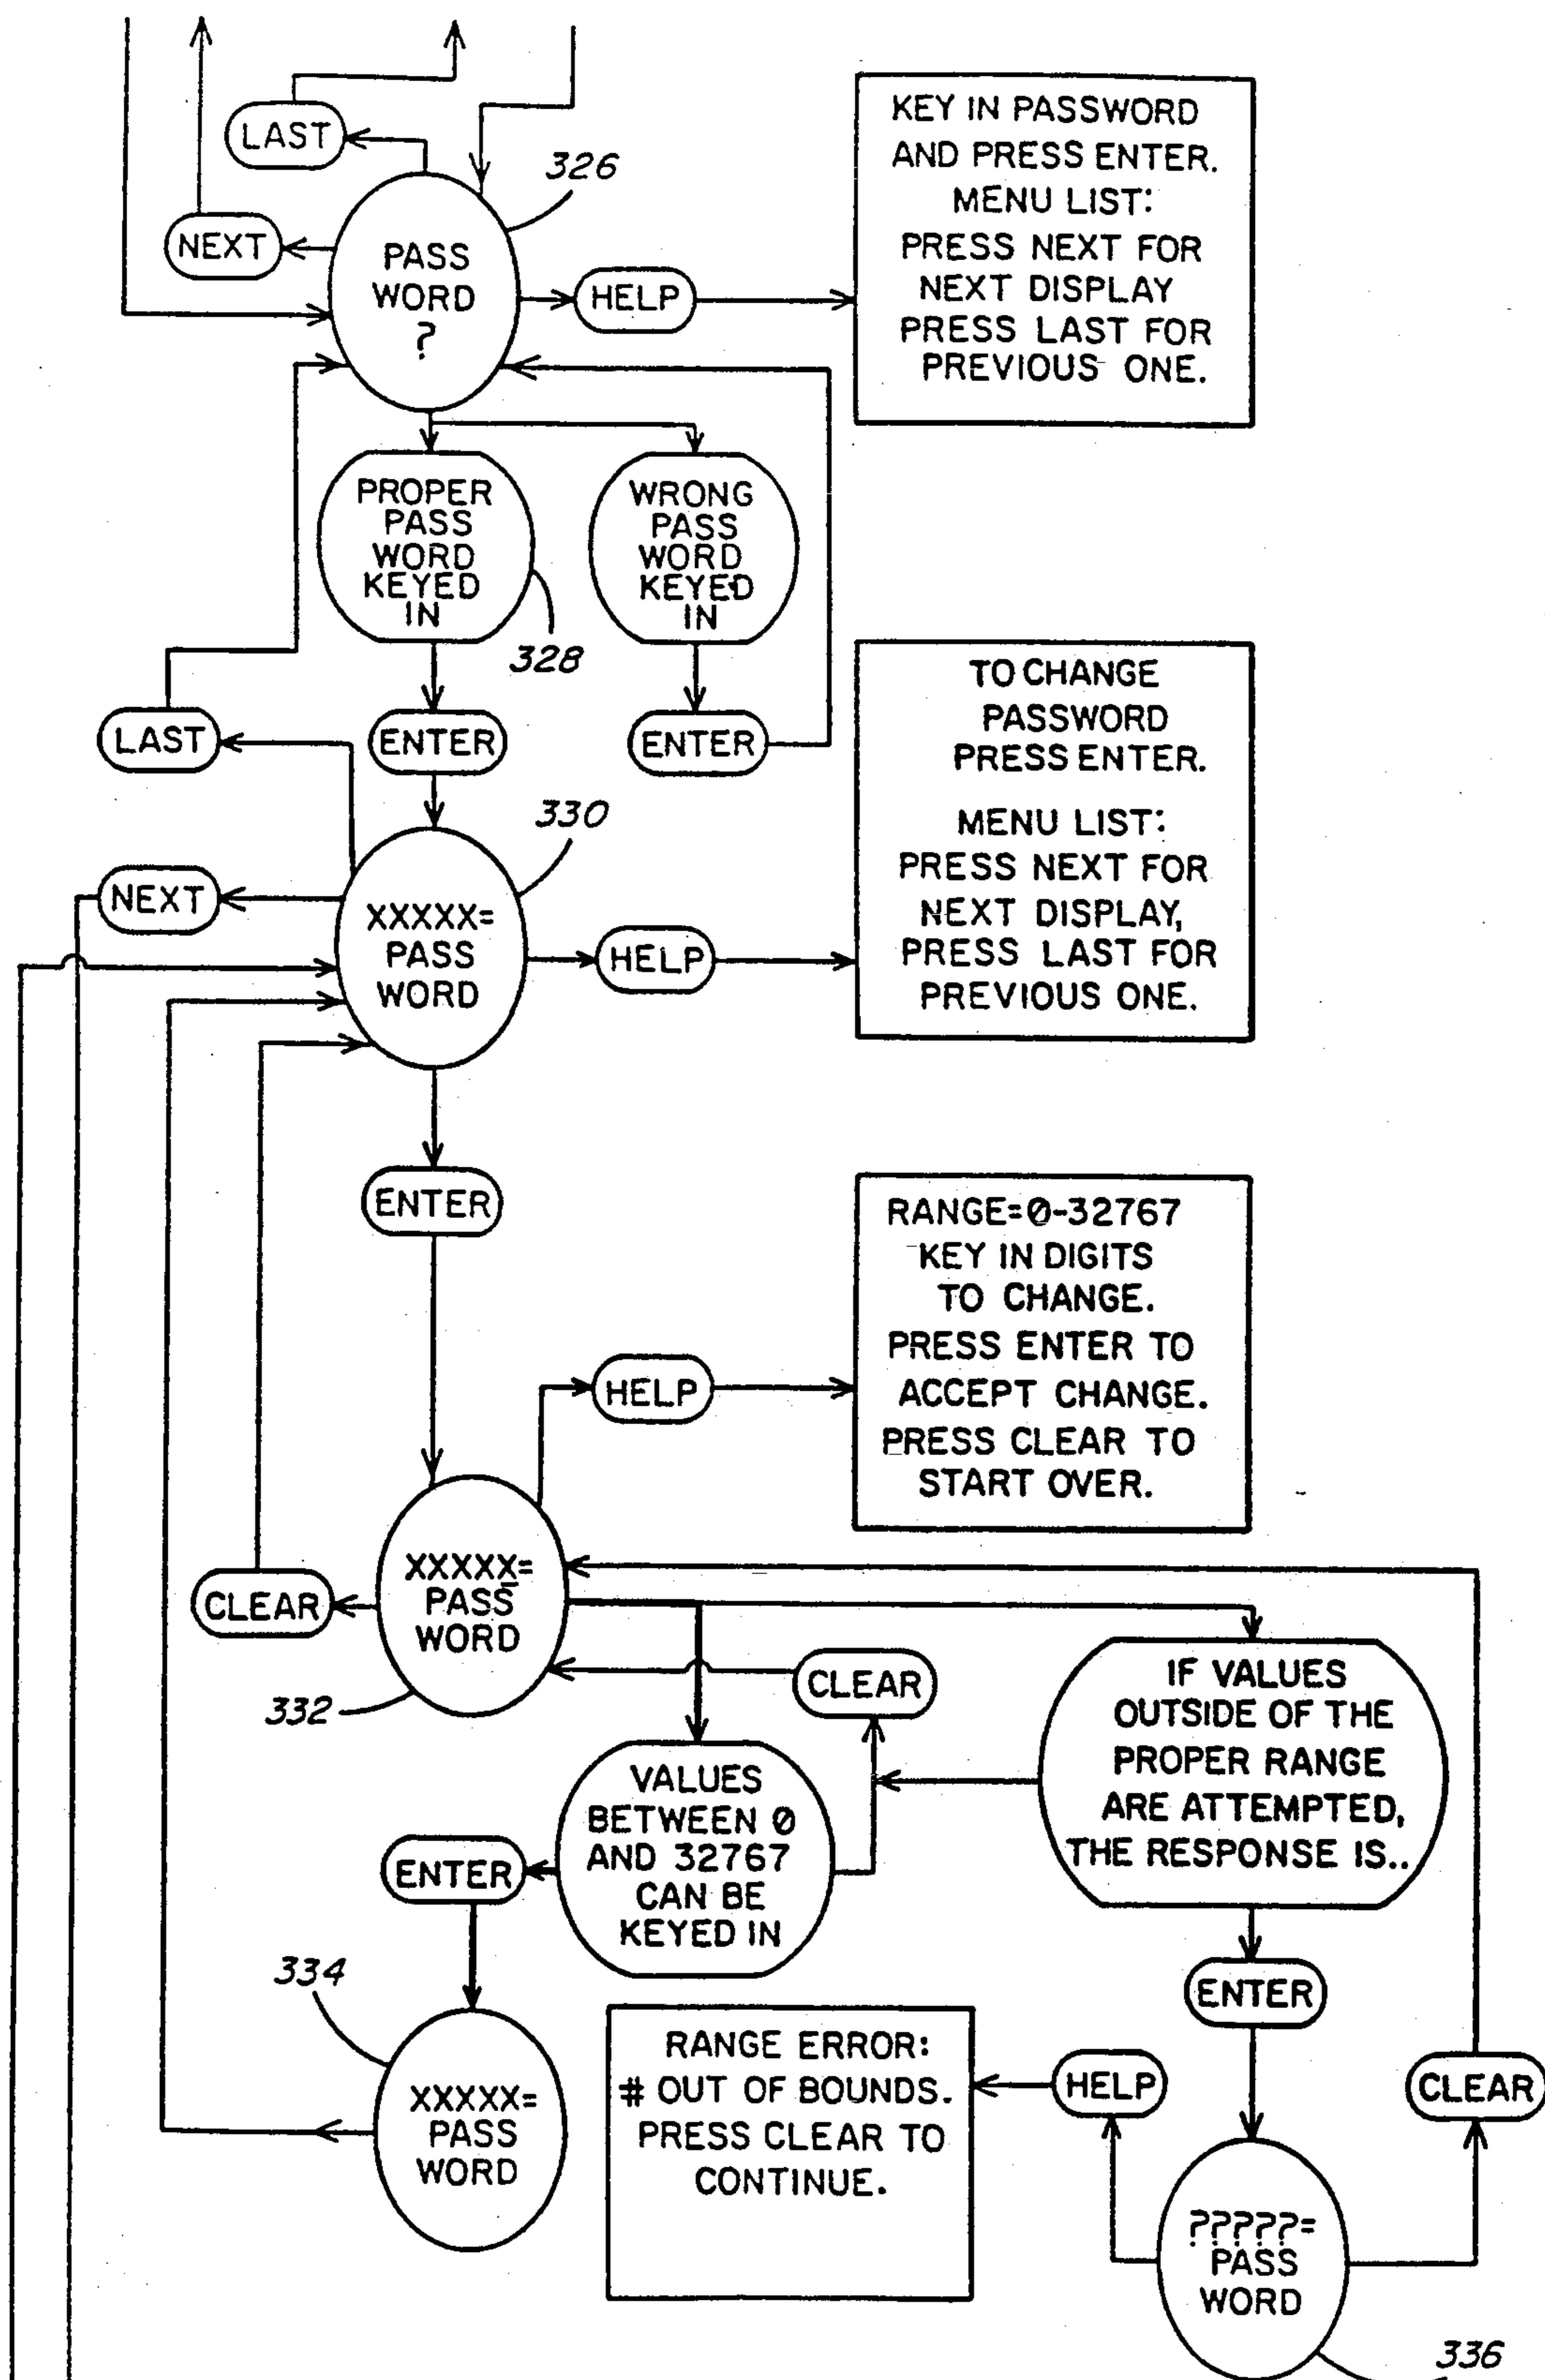 LAST
326
NEXT
PASS
WORD
?
HELP
KEY IN PASSWORD
AND PRESS ENTER.
MENU LIST:
PRESS NEXT FOR
NEXT DISPLAY
PRESS LAST FOR
PREVIOUS ONE.
PROPER
PASS
WORD
KEYED
IN
328
WRONG
PASS
WORD
KEYED
IN
LAST
ENTER
ENTER
TO CHANGE
PASSWORD
PRESS ENTER.
MENU LIST:
PRESS NEXT FOR
NEXT DISPLAY,
PRESS LAST FOR
PREVIOUS ONE.
330
NEXT
XXXXX=
PASS
WORD
HELP
ENTER
RANGE=0-32767
KEY IN DIGITS
TO CHANGE.
PRESS ENTER TO
ACCEPT CHANGE.
PRESS CLEAR TO
START OVER.
HELP
CLEAR
XXXXX=
PASS
WORD
332
CLEAR
IF VALUES
OUTSIDE OF THE
PROPER RANGE
ARE ATTEMPTED,
THE RESPONSE IS..
VALUES
BETWEEN 0
AND 32767
CAN BE
KEYED IN
ENTER
334
ENTER
XXXXX=
PASS
WORD
RANGE ERROR:
# OUT OF BOUNDS.
PRESS CLEAR TO
CONTINUE.
HELP
CLEAR
?????=
PASS
WORD
336